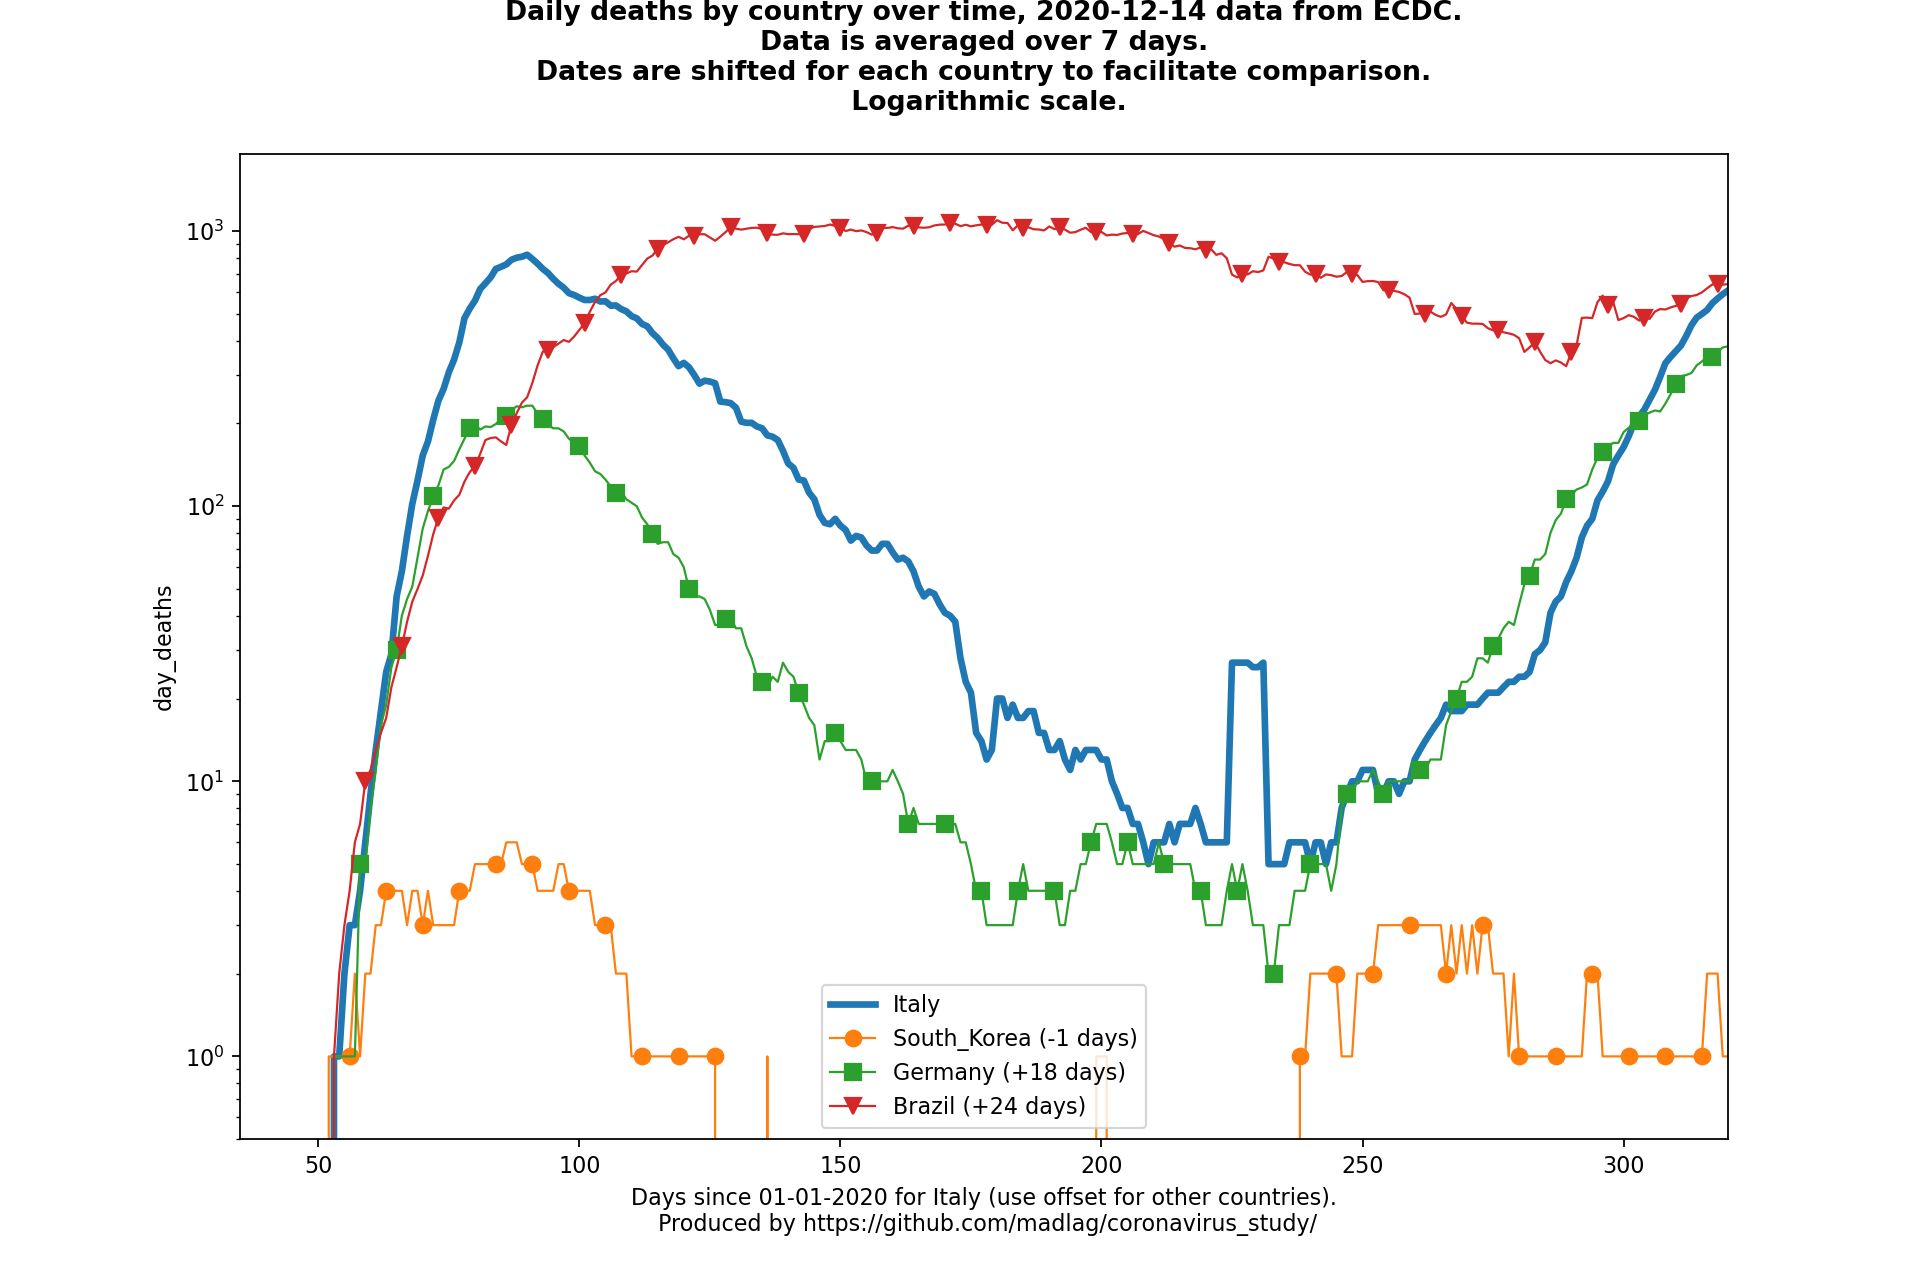 Daily deaths by country over time, 2020-12-14 data from ECDC.
Data is averaged over 7 days.
Dates are shifted for each country to facilitate comparison.
Logarithmic scale.
day_deaths
10³
10²
10¹
10⁰
Italy
South_Korea (-1 days)
Germany (+18 days)
Brazil (+24 days)
50 100 150 200 250 300
Days since 01-01-2020 for Italy (use offset for other countries).
Produced by https://github.com/madlag/coronavirus_study/